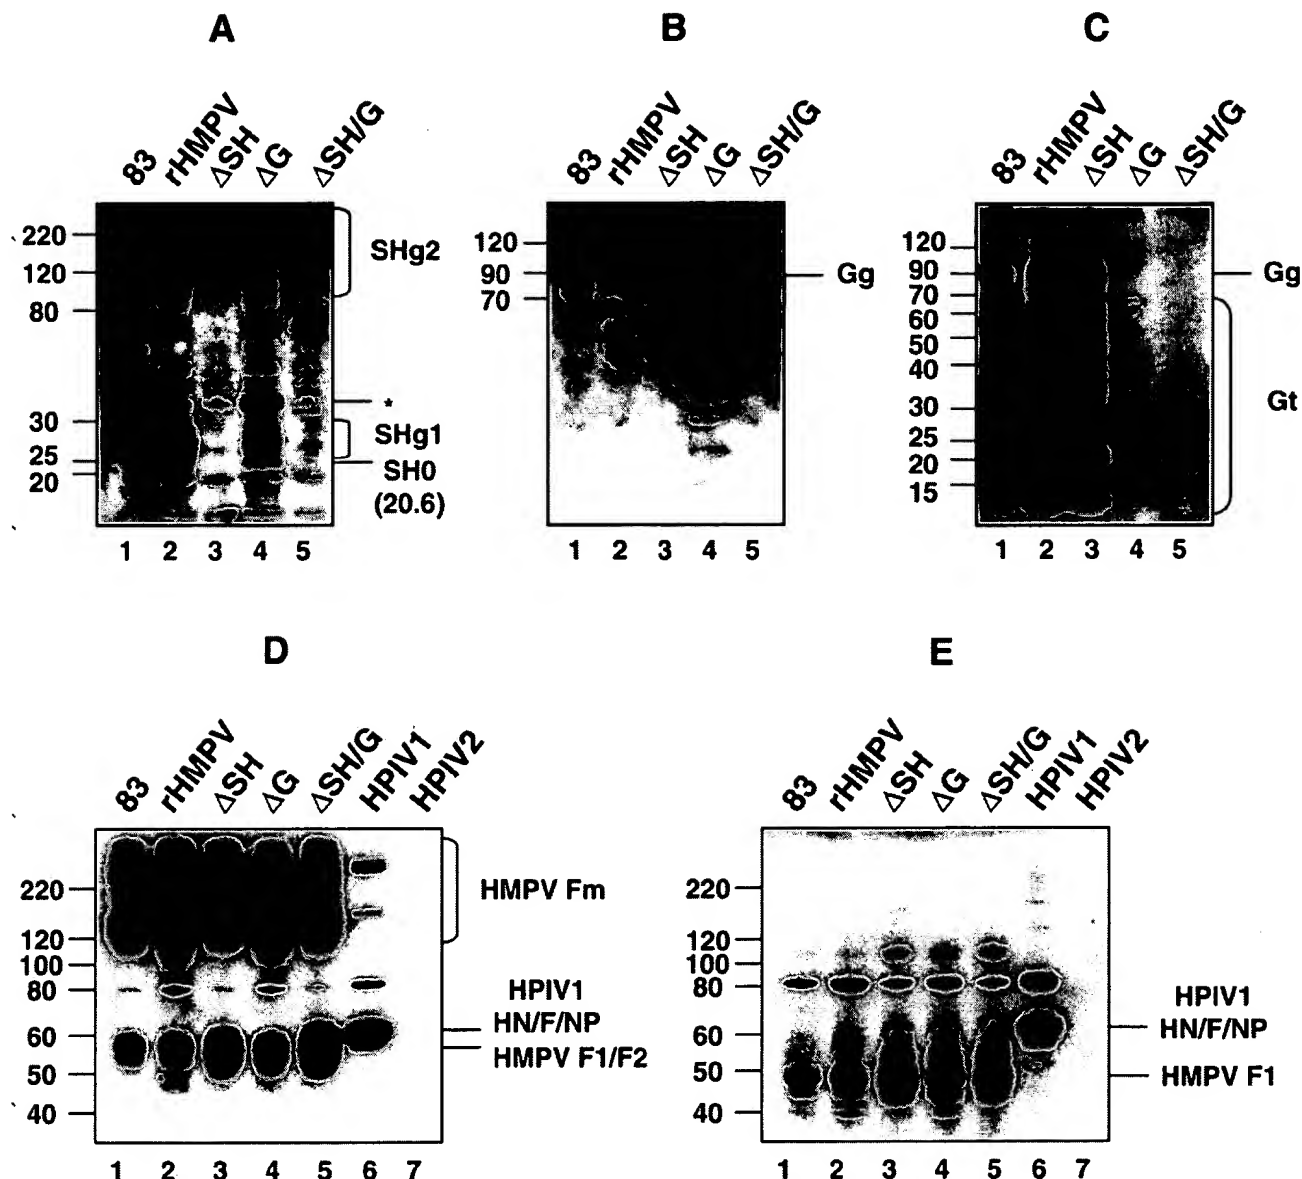 A
83 rHMPV ΔSH ΔG ΔSH/G
220
120
80
30
25
20
SHg2
*
SHg1
SH0
(20.6)
1 2 3 4 5
B
83 rHMPV ΔSH ΔG ΔSH/G
120
90
70
Gg
1 2 3 4 5
C
83 rHMPV ΔSH ΔG ΔSH/G
120
90
70
60
50
40
30
25
20
15
Gg
Gt
1 2 3 4 5
D
83 rHMPV ΔSH ΔG ΔSH/G HPIV1 HPIV2
220
120
100
80
60
50
40
HMPV Fm
HPIV1
HN/F/NP
HMPV F1/F2
1 2 3 4 5 6 7
E
83 rHMPV ΔSH ΔG ΔSH/G HPIV1 HPIV2
220
120
100
80
60
50
40
HPIV1
HN/F/NP
HMPV F1
1 2 3 4 5 6 7